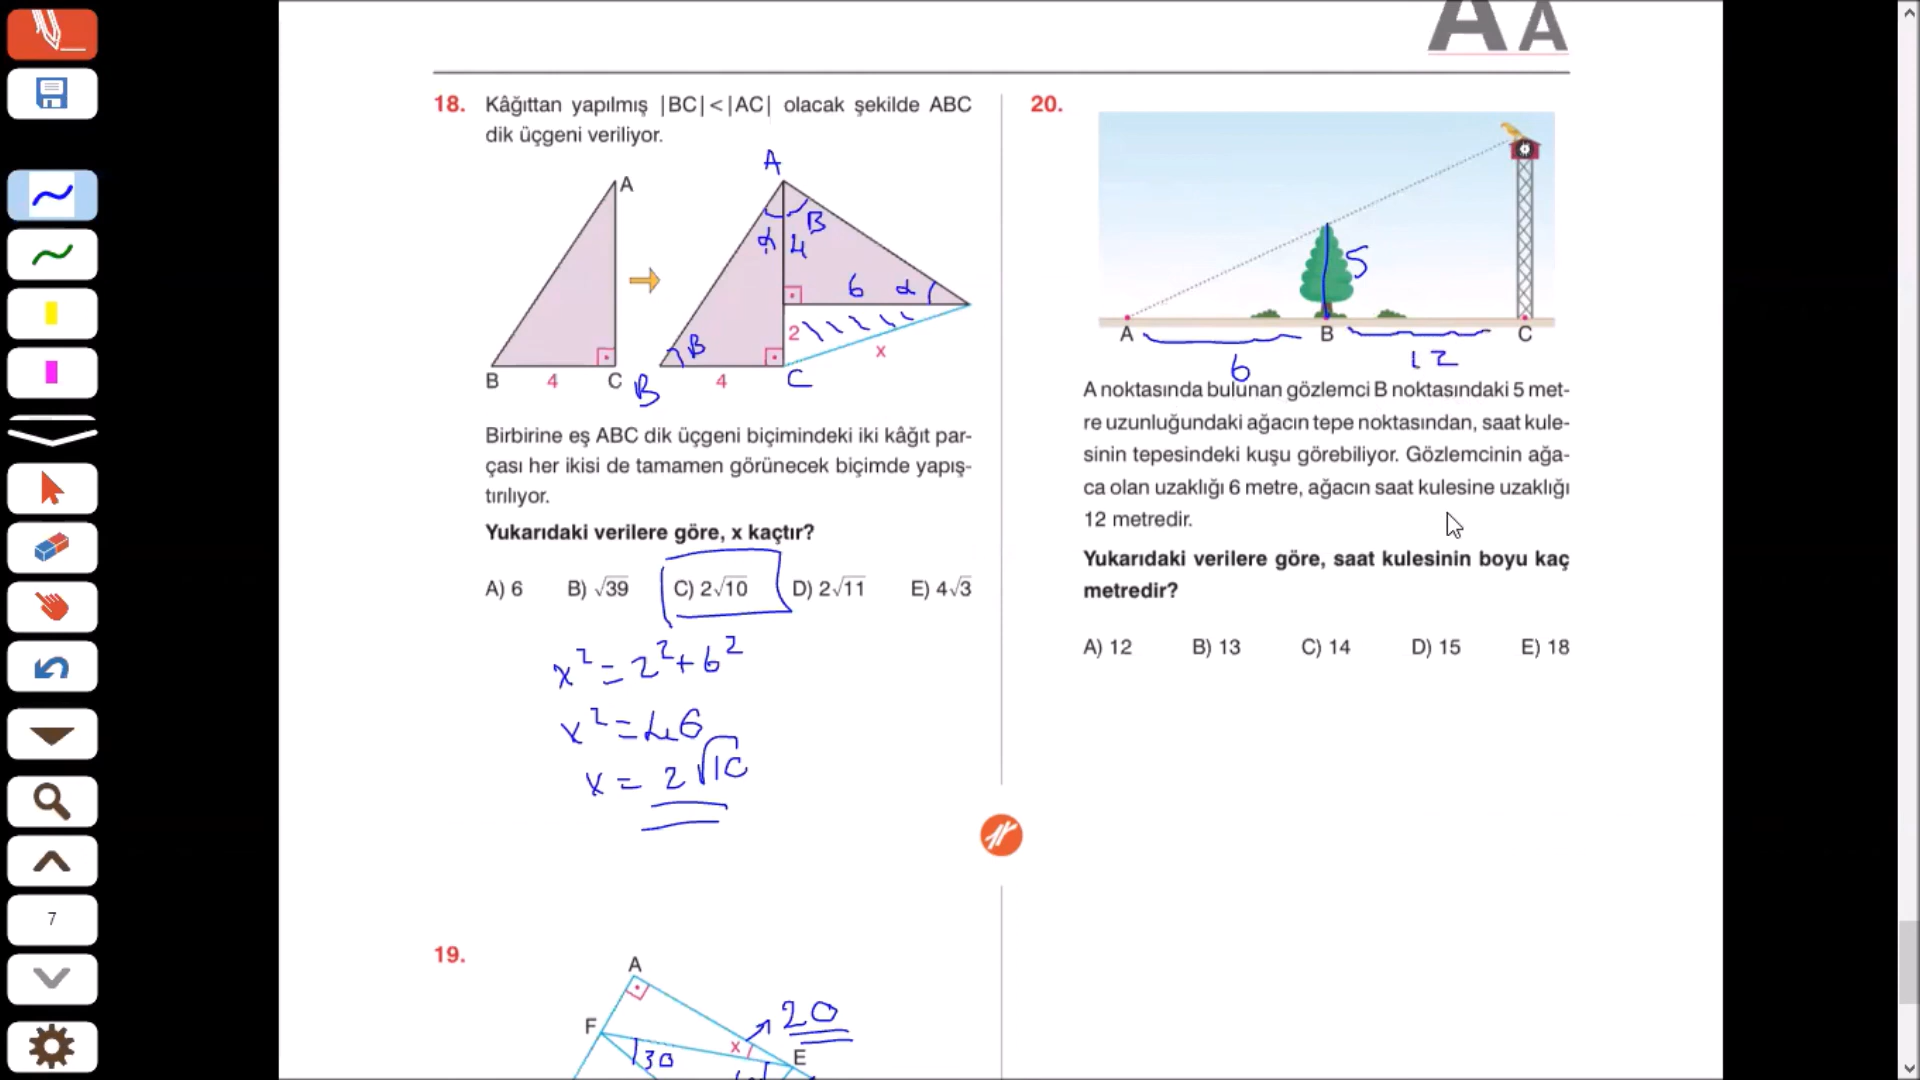 A A
18. Kâğıttan yapılmış |BC|<|AC| olacak şekilde ABC
dik üçgeni veriliyor.
A
B
4
C
A
α
B
4
6
α
2
x
B
B
4
C
Birbirine eş ABC dik üçgeni biçimindeki iki kâğıt par-
çası her ikisi de tamamen görünecek biçimde yapış-
tırılıyor.
Yukarıdaki verilere göre, x kaçtır?
A) 6 B) √39 C) 2√10 D) 2√11 E) 4√3
x² = 2² + 6²
x² = 46
x = 2√10
19.
A
F
30
x
20
E
20.
5
A
B
C
6
12
A noktasında bulunan gözlemci B noktasındaki 5 met-
re uzunluğundaki ağacın tepe noktasından, saat kule-
sinin tepesindeki kuşu görebiliyor. Gözlemcinin ağa-
ca olan uzaklığı 6 metre, ağacın saat kulesine uzaklığı
12 metredir.
Yukarıdaki verilere göre, saat kulesinin boyu kaç
metredir?
A) 12 B) 13 C) 14 D) 15 E) 18
7